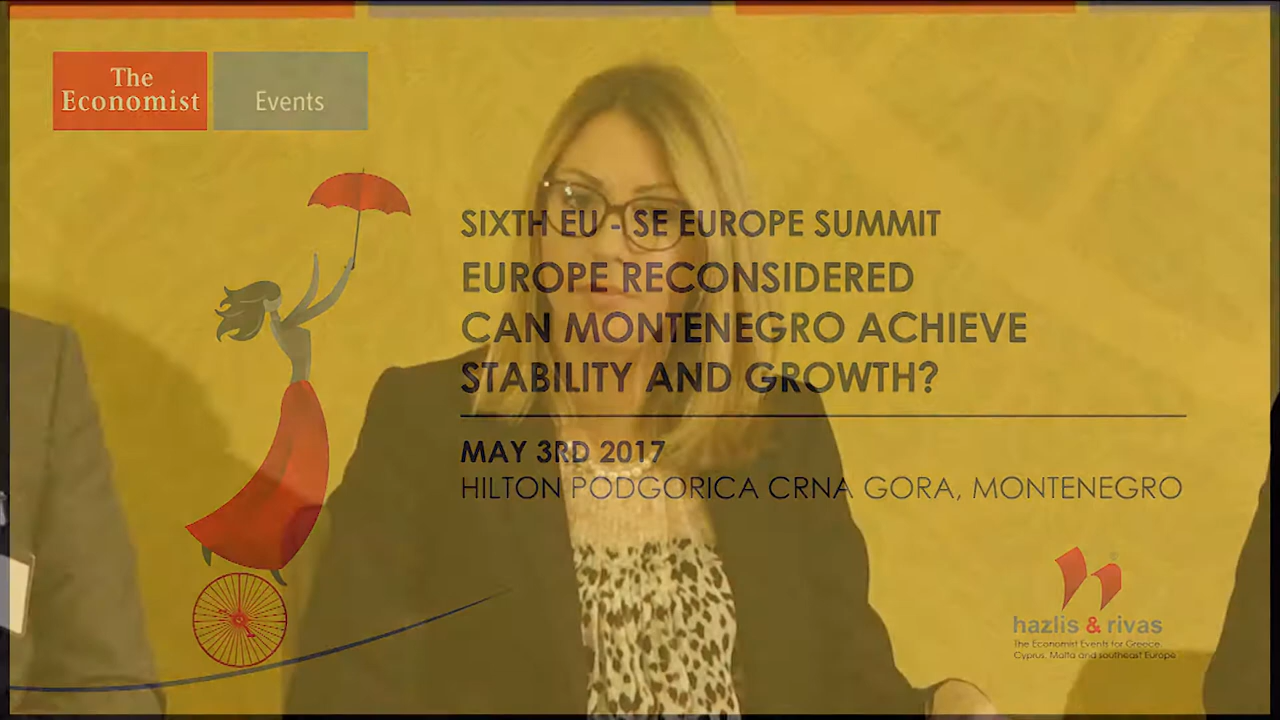 The
Economist
Events
SIXTH EU - SE EUROPE SUMMIT
EUROPE RECONSIDERED
CAN MONTENEGRO ACHIEVE
STABILITY AND GROWTH?
MAY 3RD 2017
HILTON PODGORICA CRNA GORA, MONTENEGRO
hazlis & rivas
The Economist Events for Greece,
Cyprus, Malta and southeast Europe